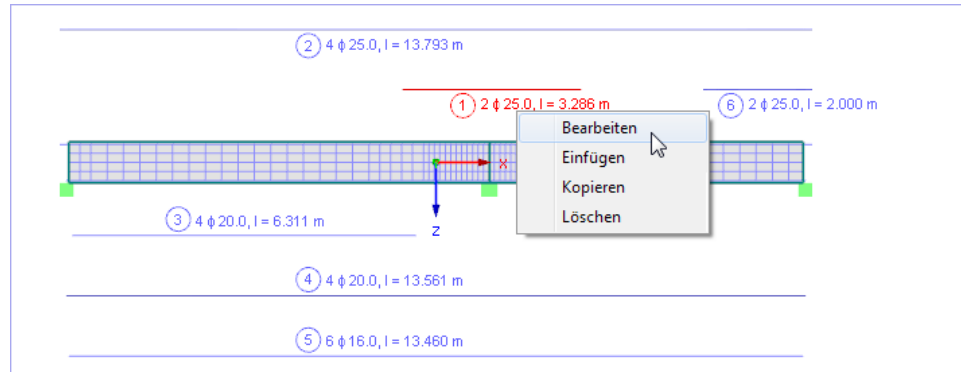 2 4 ϕ 25.0, l = 13.793 m
1 2 ϕ 25.0, l = 3.286 m
6 2 ϕ 25.0, l = 2.000 m
Bearbeiten
Einfügen
Kopieren
Löschen
X
Z
3 4 ϕ 20.0, l = 6.311 m
4 4 ϕ 20.0, l = 13.561 m
5 6 ϕ 16.0, l = 13.460 m